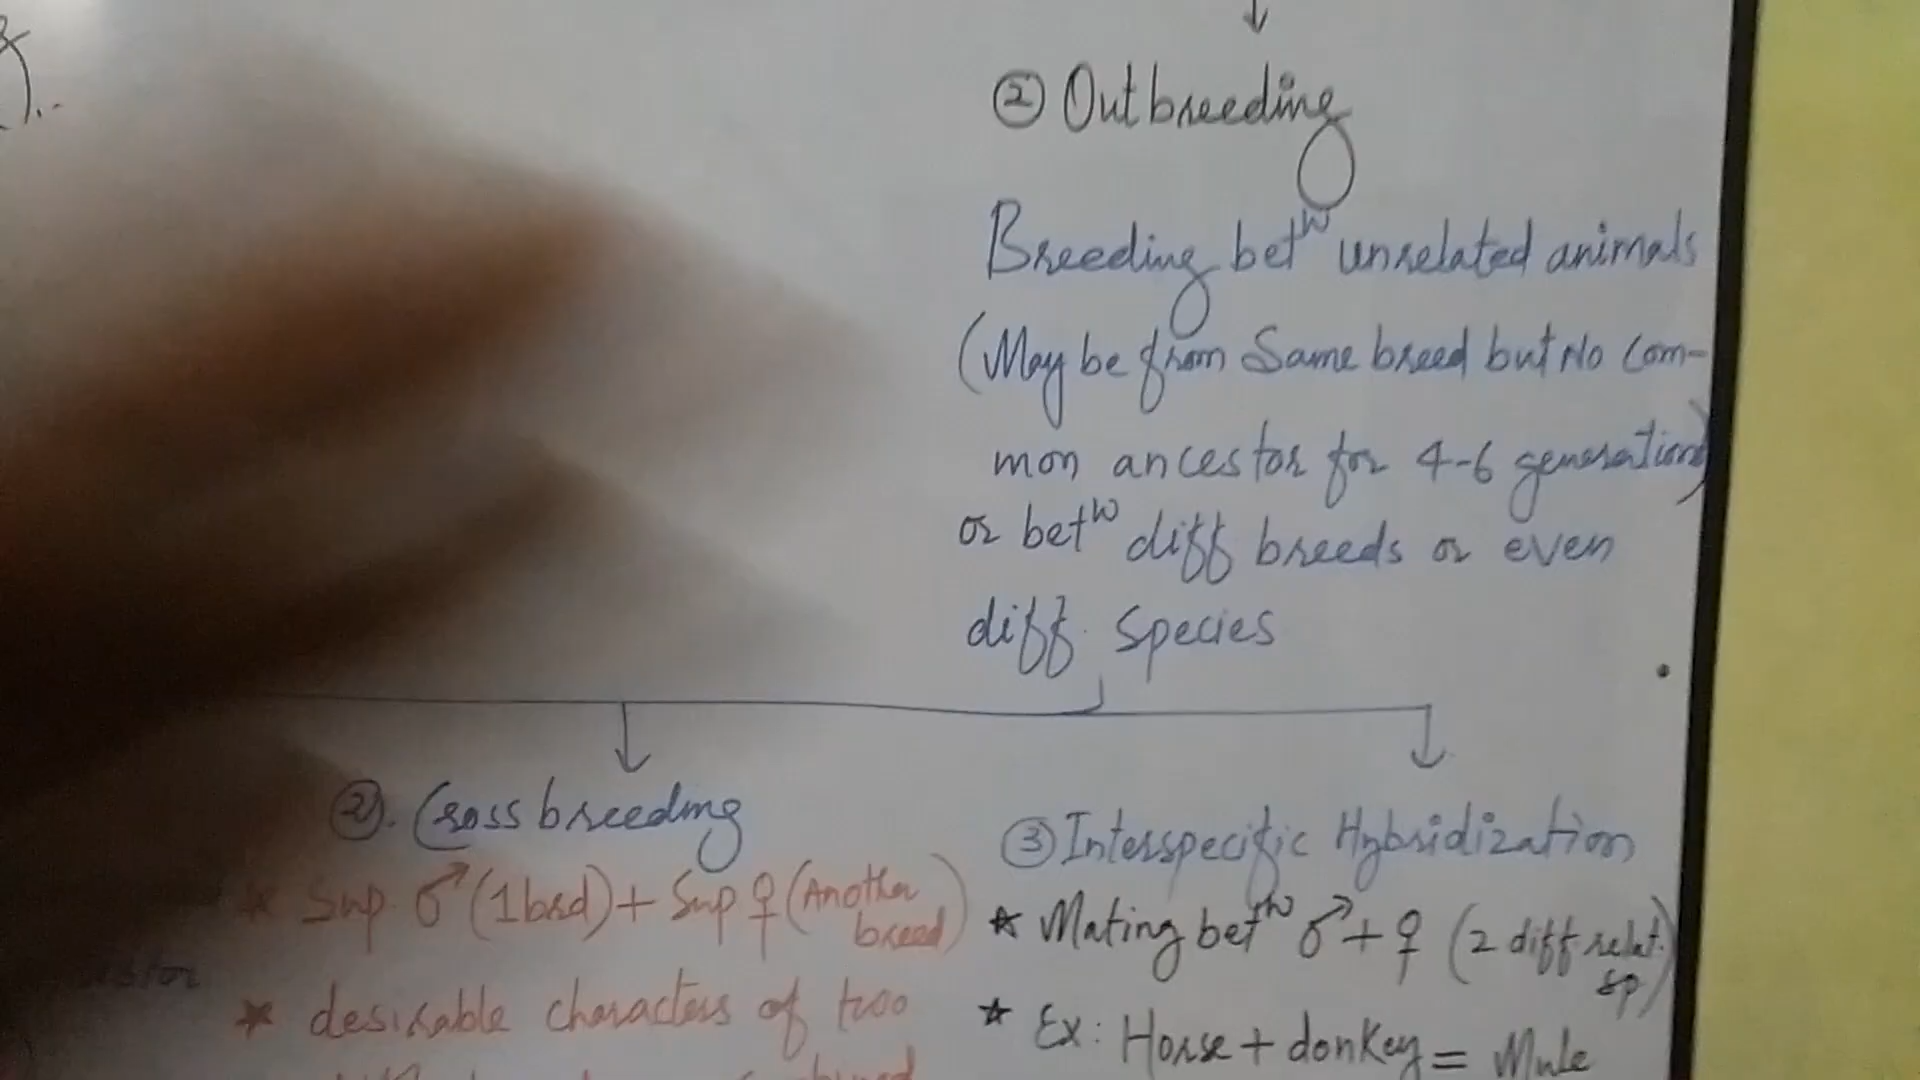 ② Outbreeding
Breeding betw unrelated animals
(May be from Same breed but No com-
mon ancestor for 4-6 generations)
or betw diff breeds or even
diff. Species
②. Cross breeding
* Sup. ♂ (1 brd) + Sup ♀ (Another
breed)
* desirable characters of two
③ Interspecific Hybridization
* Mating betw ♂ + ♀ (2 diff relat.
sp)
* Ex: Horse + donkey = Mule